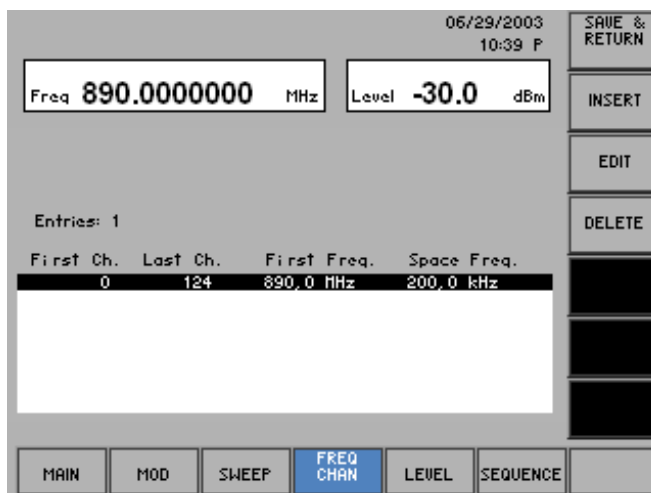 06/29/2003
10:39 P
Freq 890.0000000 MHz
Level -30.0 dBm
Entries: 1
First Ch. Last Ch. First Freq. Space Freq.
0 124 890,0 MHz 200,0 kHz
SAVE &
RETURN
INSERT
EDIT
DELETE
MAIN
MOD
SWEEP
FREQ
CHAN
LEVEL
SEQUENCE